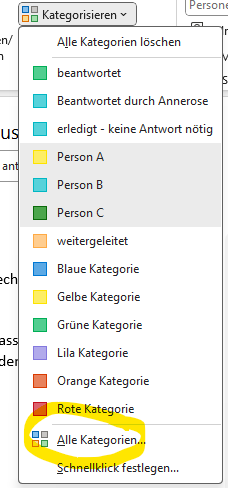 Kategorisieren
Persone
en/
Alle Kategorien löschen
beantwortet
Beantwortet durch Annerose
erledigt - keine Antwort nötig
us
Person A
ant
Person B
Person C
weitergeleitet
Blaue Kategorie
ech
Gelbe Kategorie
Grüne Kategorie
ass
Lila Kategorie
der
Orange Kategorie
Rote Kategorie
Alle Kategorien...
Schnellklick festlegen...